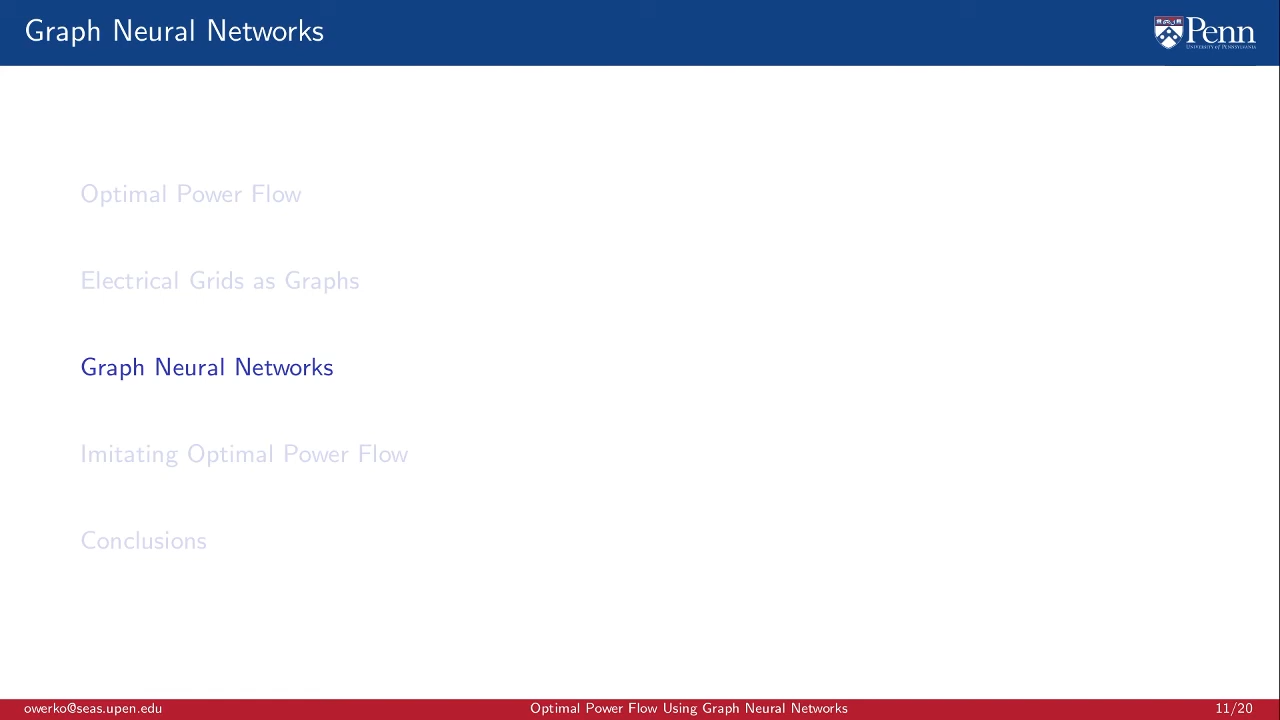 Graph Neural Networks
Penn
University of Pennsylvania
Optimal Power Flow
Electrical Grids as Graphs
Graph Neural Networks
Imitating Optimal Power Flow
Conclusions
owerko@seas.upen.edu
Optimal Power Flow Using Graph Neural Networks
11/20